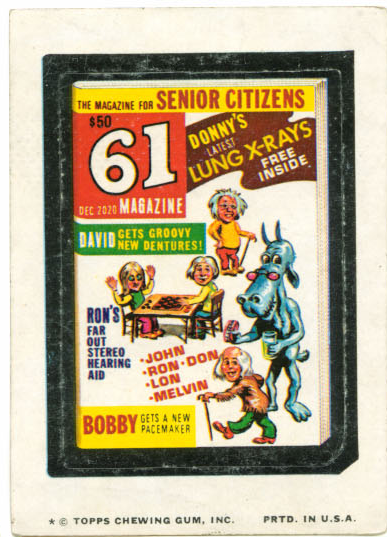 THE MAGAZINE FOR SENIOR CITIZENS
$50
61
DEC 2020 MAGAZINE
DONNY'S
LATEST
LUNG X-RAYS
FREE
INSIDE
DAVID GETS GROOVY
NEW DENTURES!
RON'S
FAR
OUT
STEREO
HEARING
AID
•JOHN
•RON•DON
•LON
•MELVIN
BOBBY GETS A NEW
PACEMAKER
* © TOPPS CHEWING GUM, INC. PRTD. IN U.S.A.